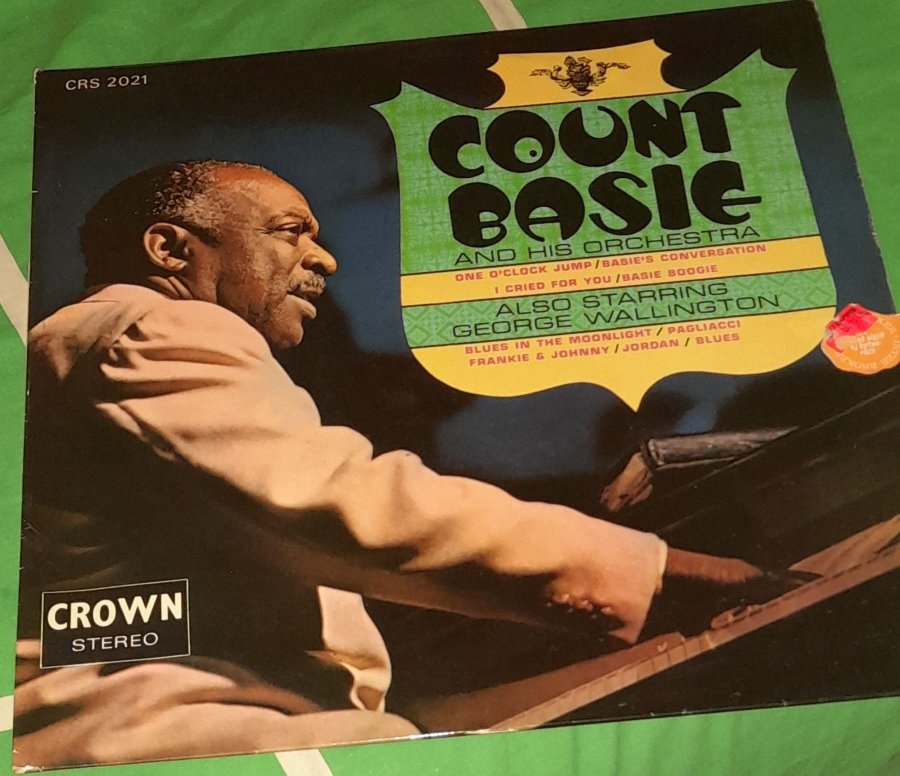 CRS 2021
COUNT
BASIE
AND HIS ORCHESTRA
ONE O'CLOCK JUMP / BASIE'S CONVERSATION
I CRIED FOR YOU / BASIE BOOGIE
ALSO STARRING
GEORGE WALLINGTON
BLUES IN THE MOONLIGHT / PAGLIACCI
FRANKIE & JOHNNY / JORDAN / BLUES
CROWN
STEREO